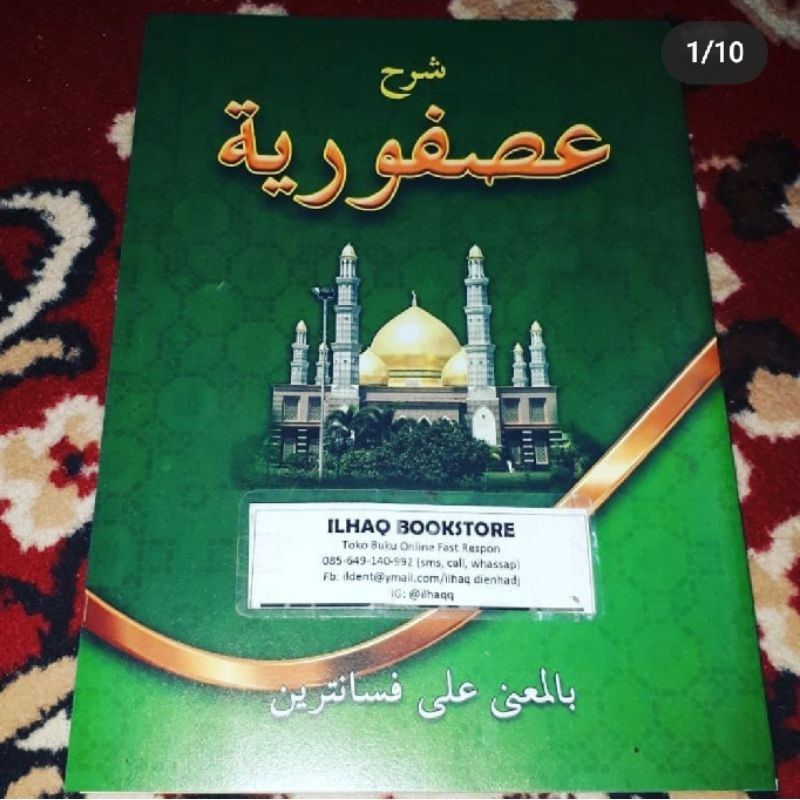 1/10
شرح
عصفورية
ILHAQ BOOKSTORE
Toko Buku Online Fast Respon
085-649-140-992 (sms, call, whassap)
Fb: ildent@ymail.com/ilhaq dienhadj
IG: @ilhaqq
بالمعنى على فسانترين